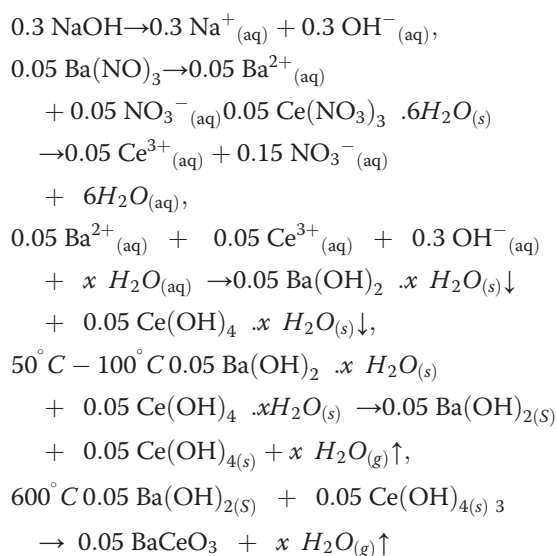 0.3 NaOH→0.3 Na⁺₍aq₎ + 0.3 OH⁻₍aq₎,
0.05 Ba(NO)₃→0.05 Ba²⁺₍aq₎
+ 0.05 NO₃⁻₍aq₎0.05 Ce(NO₃)₃ .6H₂O₍s₎
→0.05 Ce³⁺₍aq₎ + 0.15 NO₃⁻₍aq₎
+ 6H₂O₍aq₎,
0.05 Ba²⁺₍aq₎ + 0.05 Ce³⁺₍aq₎ + 0.3 OH⁻₍aq₎
+ x H₂O₍aq₎ →0.05 Ba(OH)₂ .x H₂O₍s₎↓
+ 0.05 Ce(OH)₄ .x H₂O₍s₎↓,
50°C − 100°C 0.05 Ba(OH)₂ .x H₂O₍s₎
+ 0.05 Ce(OH)₄ .xH₂O₍s₎ →0.05 Ba(OH)₂₍S₎
+ 0.05 Ce(OH)₄₍s₎ + x H₂O₍g₎↑,
600°C 0.05 Ba(OH)₂₍S₎ + 0.05 Ce(OH)₄₍s₎ ₃
→ 0.05 BaCeO₃ + x H₂O₍g₎↑